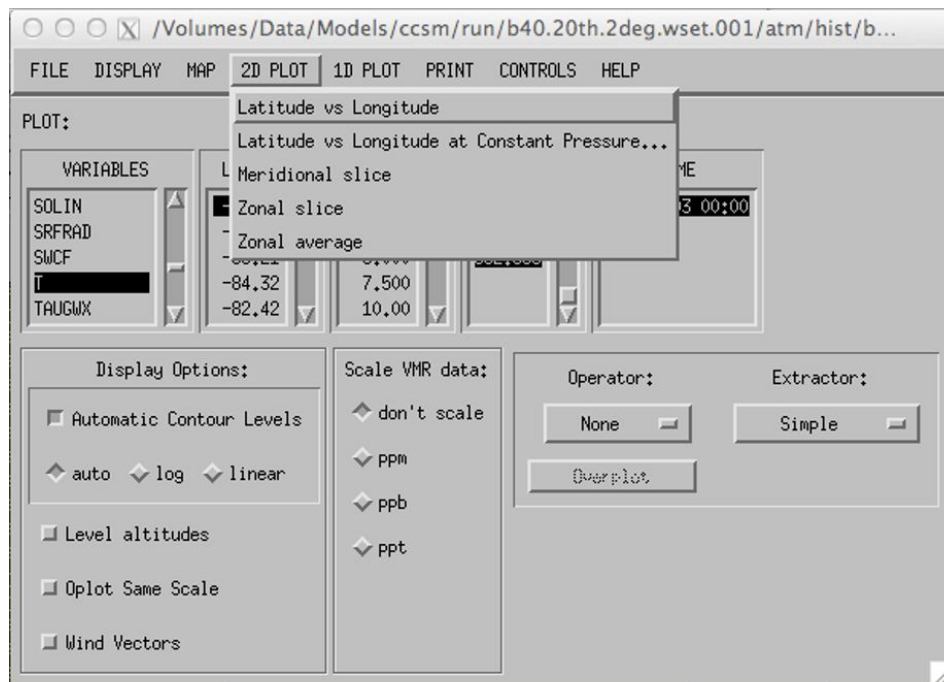 /Volumes/Data/Models/ccsm/run/b40.20th.2deg.wset.001/atm/hist/b...
FILE DISPLAY MAP 2D PLOT 1D PLOT PRINT CONTROLS HELP
PLOT:
Latitude vs Longitude
Latitude vs Longitude at Constant Pressure...
Meridional slice
Zonal slice
Zonal average
VARIABLES
SOLIN
SRFRAD
SWCF
T
TAUGWX
-84.32
-82.42
7.500
10.00
00:00
Display Options:
Automatic Contour Levels
auto log linear
Level altitudes
Oplot Same Scale
Wind Vectors
Scale VMR data:
don't scale
ppm
ppb
ppt
Operator:
None
Overplot
Extractor:
Simple